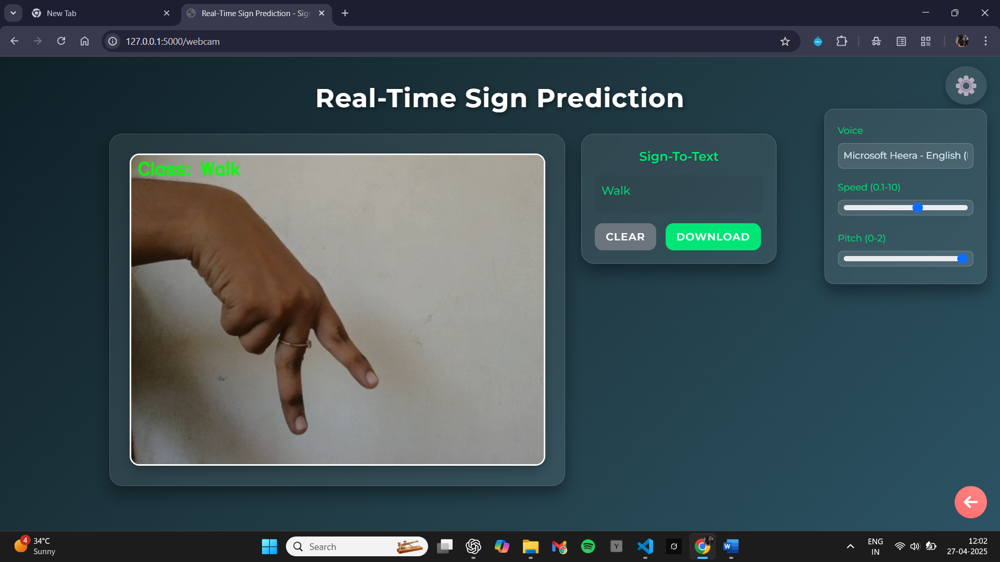 New Tab
Real-Time Sign Prediction - Sig
127.0.0.1:5000/webcam
Real-Time Sign Prediction
Class: Walk
Sign-To-Text
Walk
CLEAR
DOWNLOAD
Voice
Microsoft Heera - English (
Speed (0.1-10)
Pitch (0-2)
4
34°C
Sunny
Search
Y
W
ENG
IN
12:02
27-04-2025